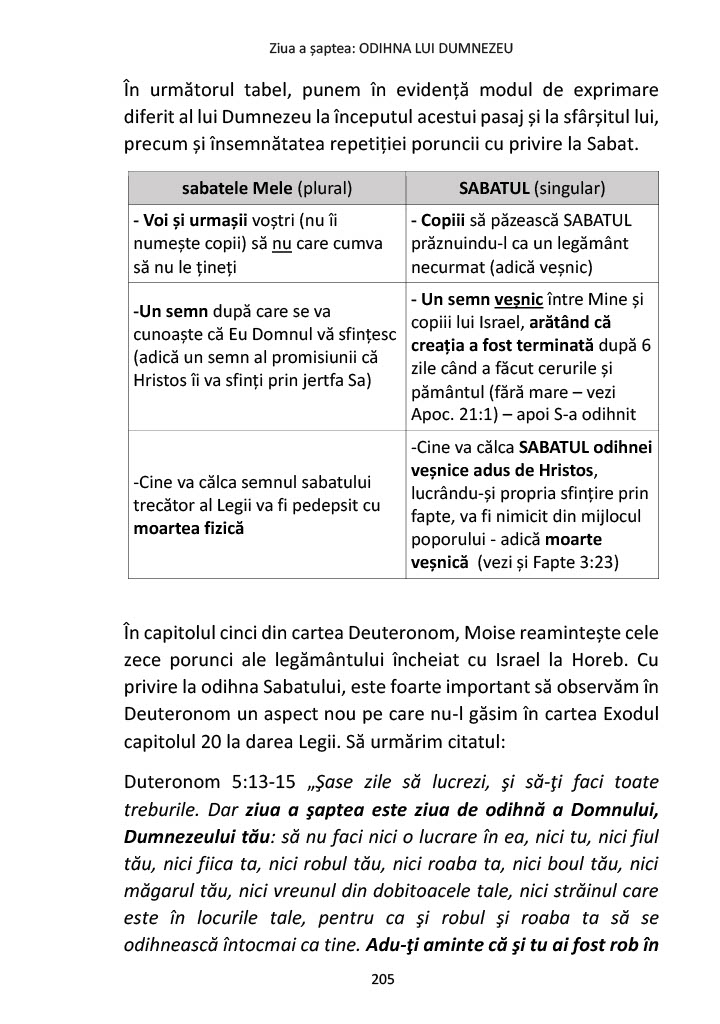 Ziua a șaptea: ODIHNA LUI DUMNEZEU
În următorul tabel, punem în evidență modul de exprimare
diferit al lui Dumnezeu la începutul acestui pasaj și la sfârșitul lui,
precum și însemnătatea repetiției poruncii cu privire la Sabat.
sabatele Mele (plural)
SABATUL (singular)
- Voi și urmașii voștri (nu îi
numește copii) să nu care cumva
să nu le țineți
- Copiii să păzească SABATUL
prăznuindu-l ca un legământ
necurmat (adică veșnic)
-Un semn după care se va
cunoaște că Eu Domnul vă sfințesc
(adică un semn al promisiunii că
Hristos îi va sfinți prin jertfa Sa)
- Un semn veșnic între Mine și
copiii lui Israel, arătând că
creația a fost terminată după 6
zile când a făcut cerurile și
pământul (fără mare – vezi
Apoc. 21:1) – apoi S-a odihnit
-Cine va călca semnul sabatului
trecător al Legii va fi pedepsit cu
moartea fizică
-Cine va călca SABATUL odihnei
veșnice adus de Hristos,
lucrându-și propria sfințire prin
fapte, va fi nimicit din mijlocul
poporului - adică moarte
veșnică (vezi și Fapte 3:23)
În capitolul cinci din cartea Deuteronom, Moise reamintește cele
zece porunci ale legământului încheiat cu Israel la Horeb. Cu
privire la odihna Sabatului, este foarte important să observăm în
Deuteronom un aspect nou pe care nu-l găsim în cartea Exodul
capitolul 20 la darea Legii. Să urmărim citatul:
Duteronom 5:13-15 „Şase zile să lucrezi, şi să-ţi faci toate
treburile. Dar ziua a şaptea este ziua de odihnă a Domnului,
Dumnezeului tău: să nu faci nici o lucrare în ea, nici tu, nici fiul
tău, nici fiica ta, nici robul tău, nici roaba ta, nici boul tău, nici
măgarul tău, nici vreunul din dobitoacele tale, nici străinul care
este în locurile tale, pentru ca şi robul şi roaba ta să se
odihnească întocmai ca tine. Adu-ţi aminte că şi tu ai fost rob în
205